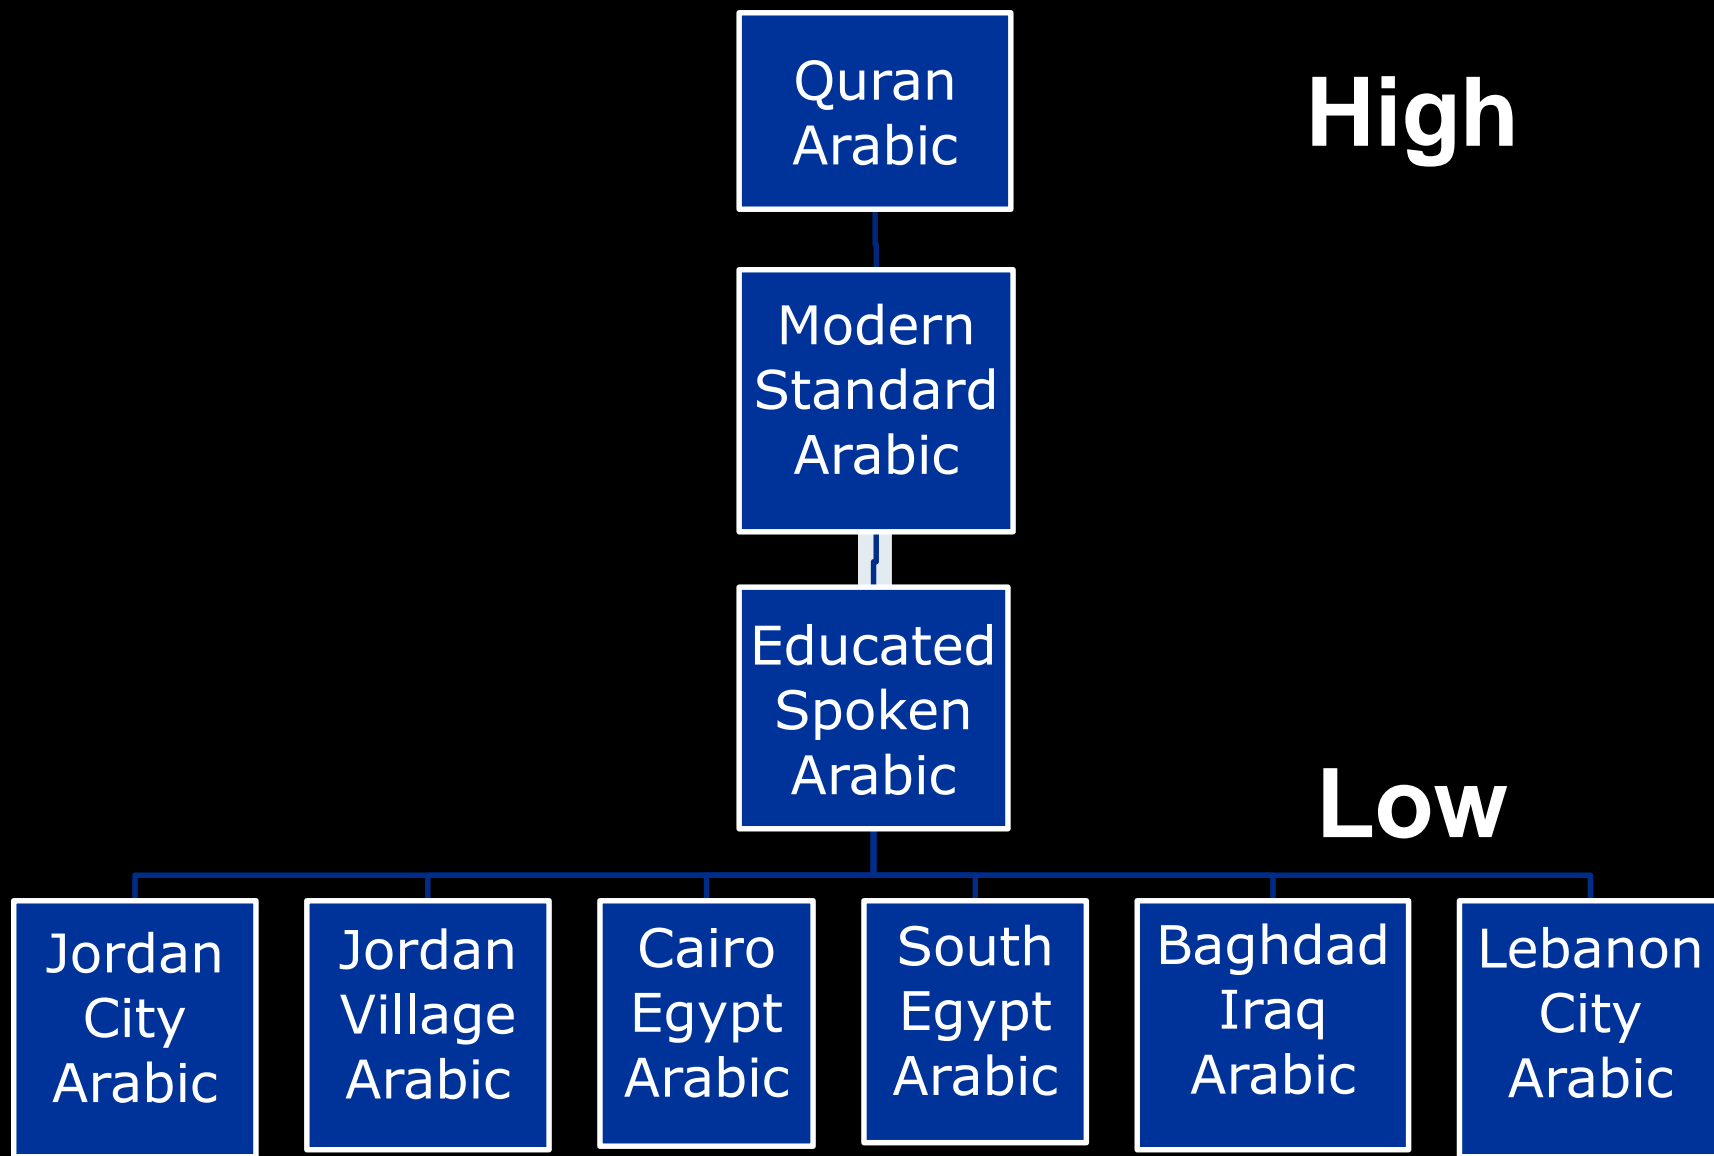 Quran
Arabic
High
Modern
Standard
Arabic
Educated
Spoken
Arabic
Low
Jordan
City
Arabic
Jordan
Village
Arabic
Cairo
Egypt
Arabic
South
Egypt
Arabic
Baghdad
Iraq
Arabic
Lebanon
City
Arabic